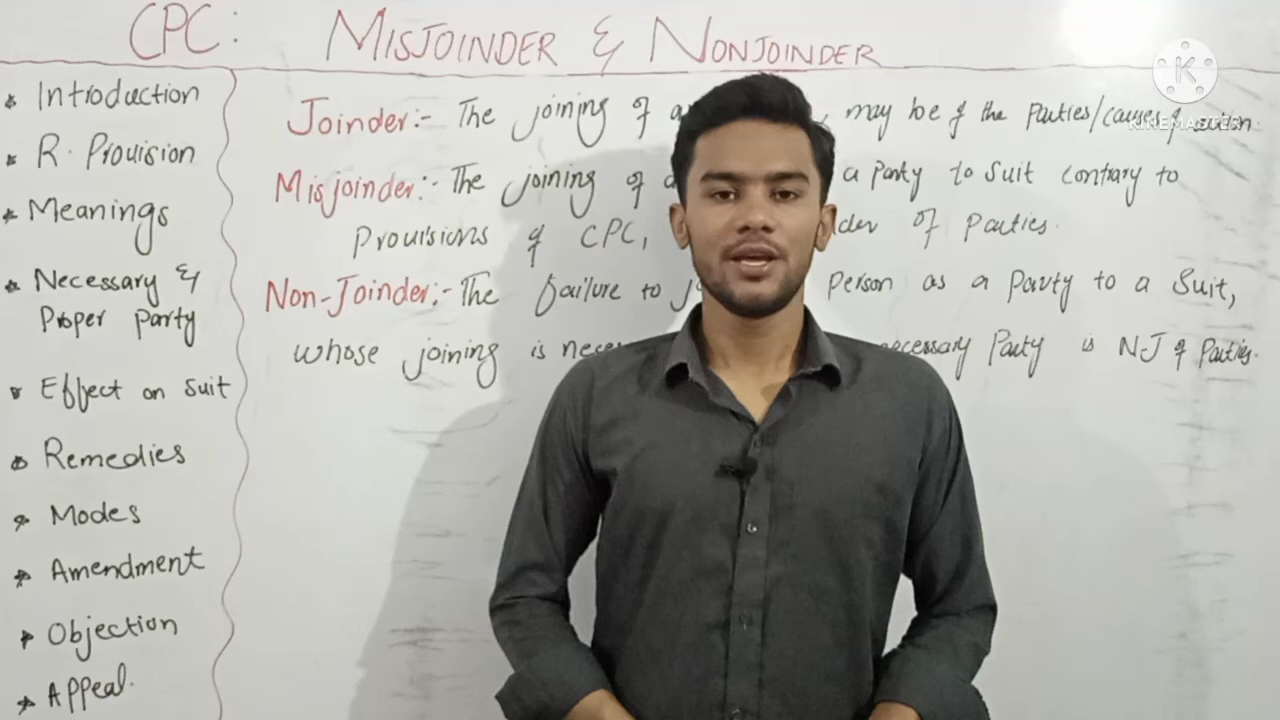 CPC: MISJOINDER & NONJOINDER
* Introduction
* R. Provision
* Meanings
* Necessary &
Proper party
* Effect on Suit
* Remedies
* Modes
* Amendment
* Objection
* Appeal.
Joinder:- The joining of may be of the Parties/causes of action.
Misjoinder:- The joining of a party to Suit contrary to
Provisions of CPC, of Parties.
Non-Joinder:- The failure to Person as a Party to a Suit,
whose joining is Party is NJ of Parties.
K
KINEMASTER